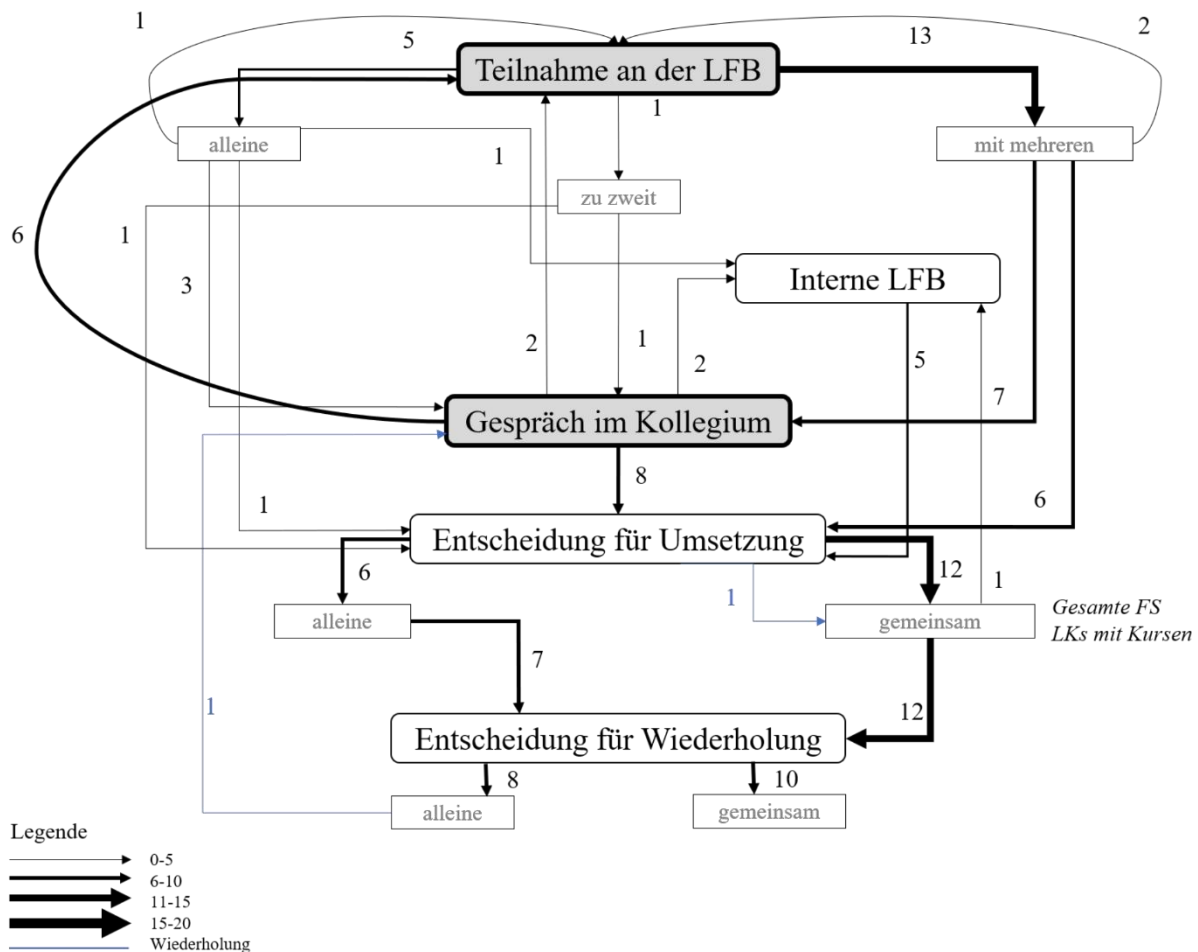 1
5
13
2
Teilnahme an der LFB
1
alleine
mit mehreren
1
zu zweit
6
1
3
Interne LFB
2
1
2
5
7
Gespräch im Kollegium
8
1
6
Entscheidung für Umsetzung
6
12
1
1
alleine
gemeinsam
Gesamte FS
LKs mit Kursen
7
1
12
Entscheidung für Wiederholung
8
10
alleine
gemeinsam
Legende
0-5
6-10
11-15
15-20
Wiederholung